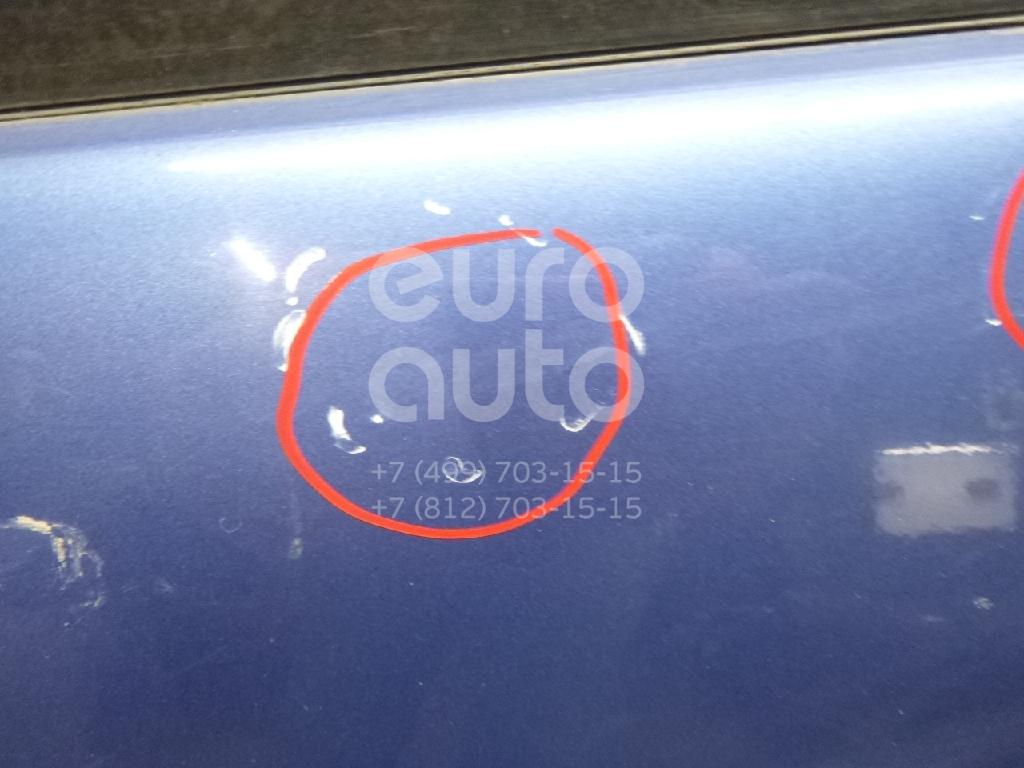 euro
auto
+7 (499) 703-15-15
+7 (812) 703-15-15